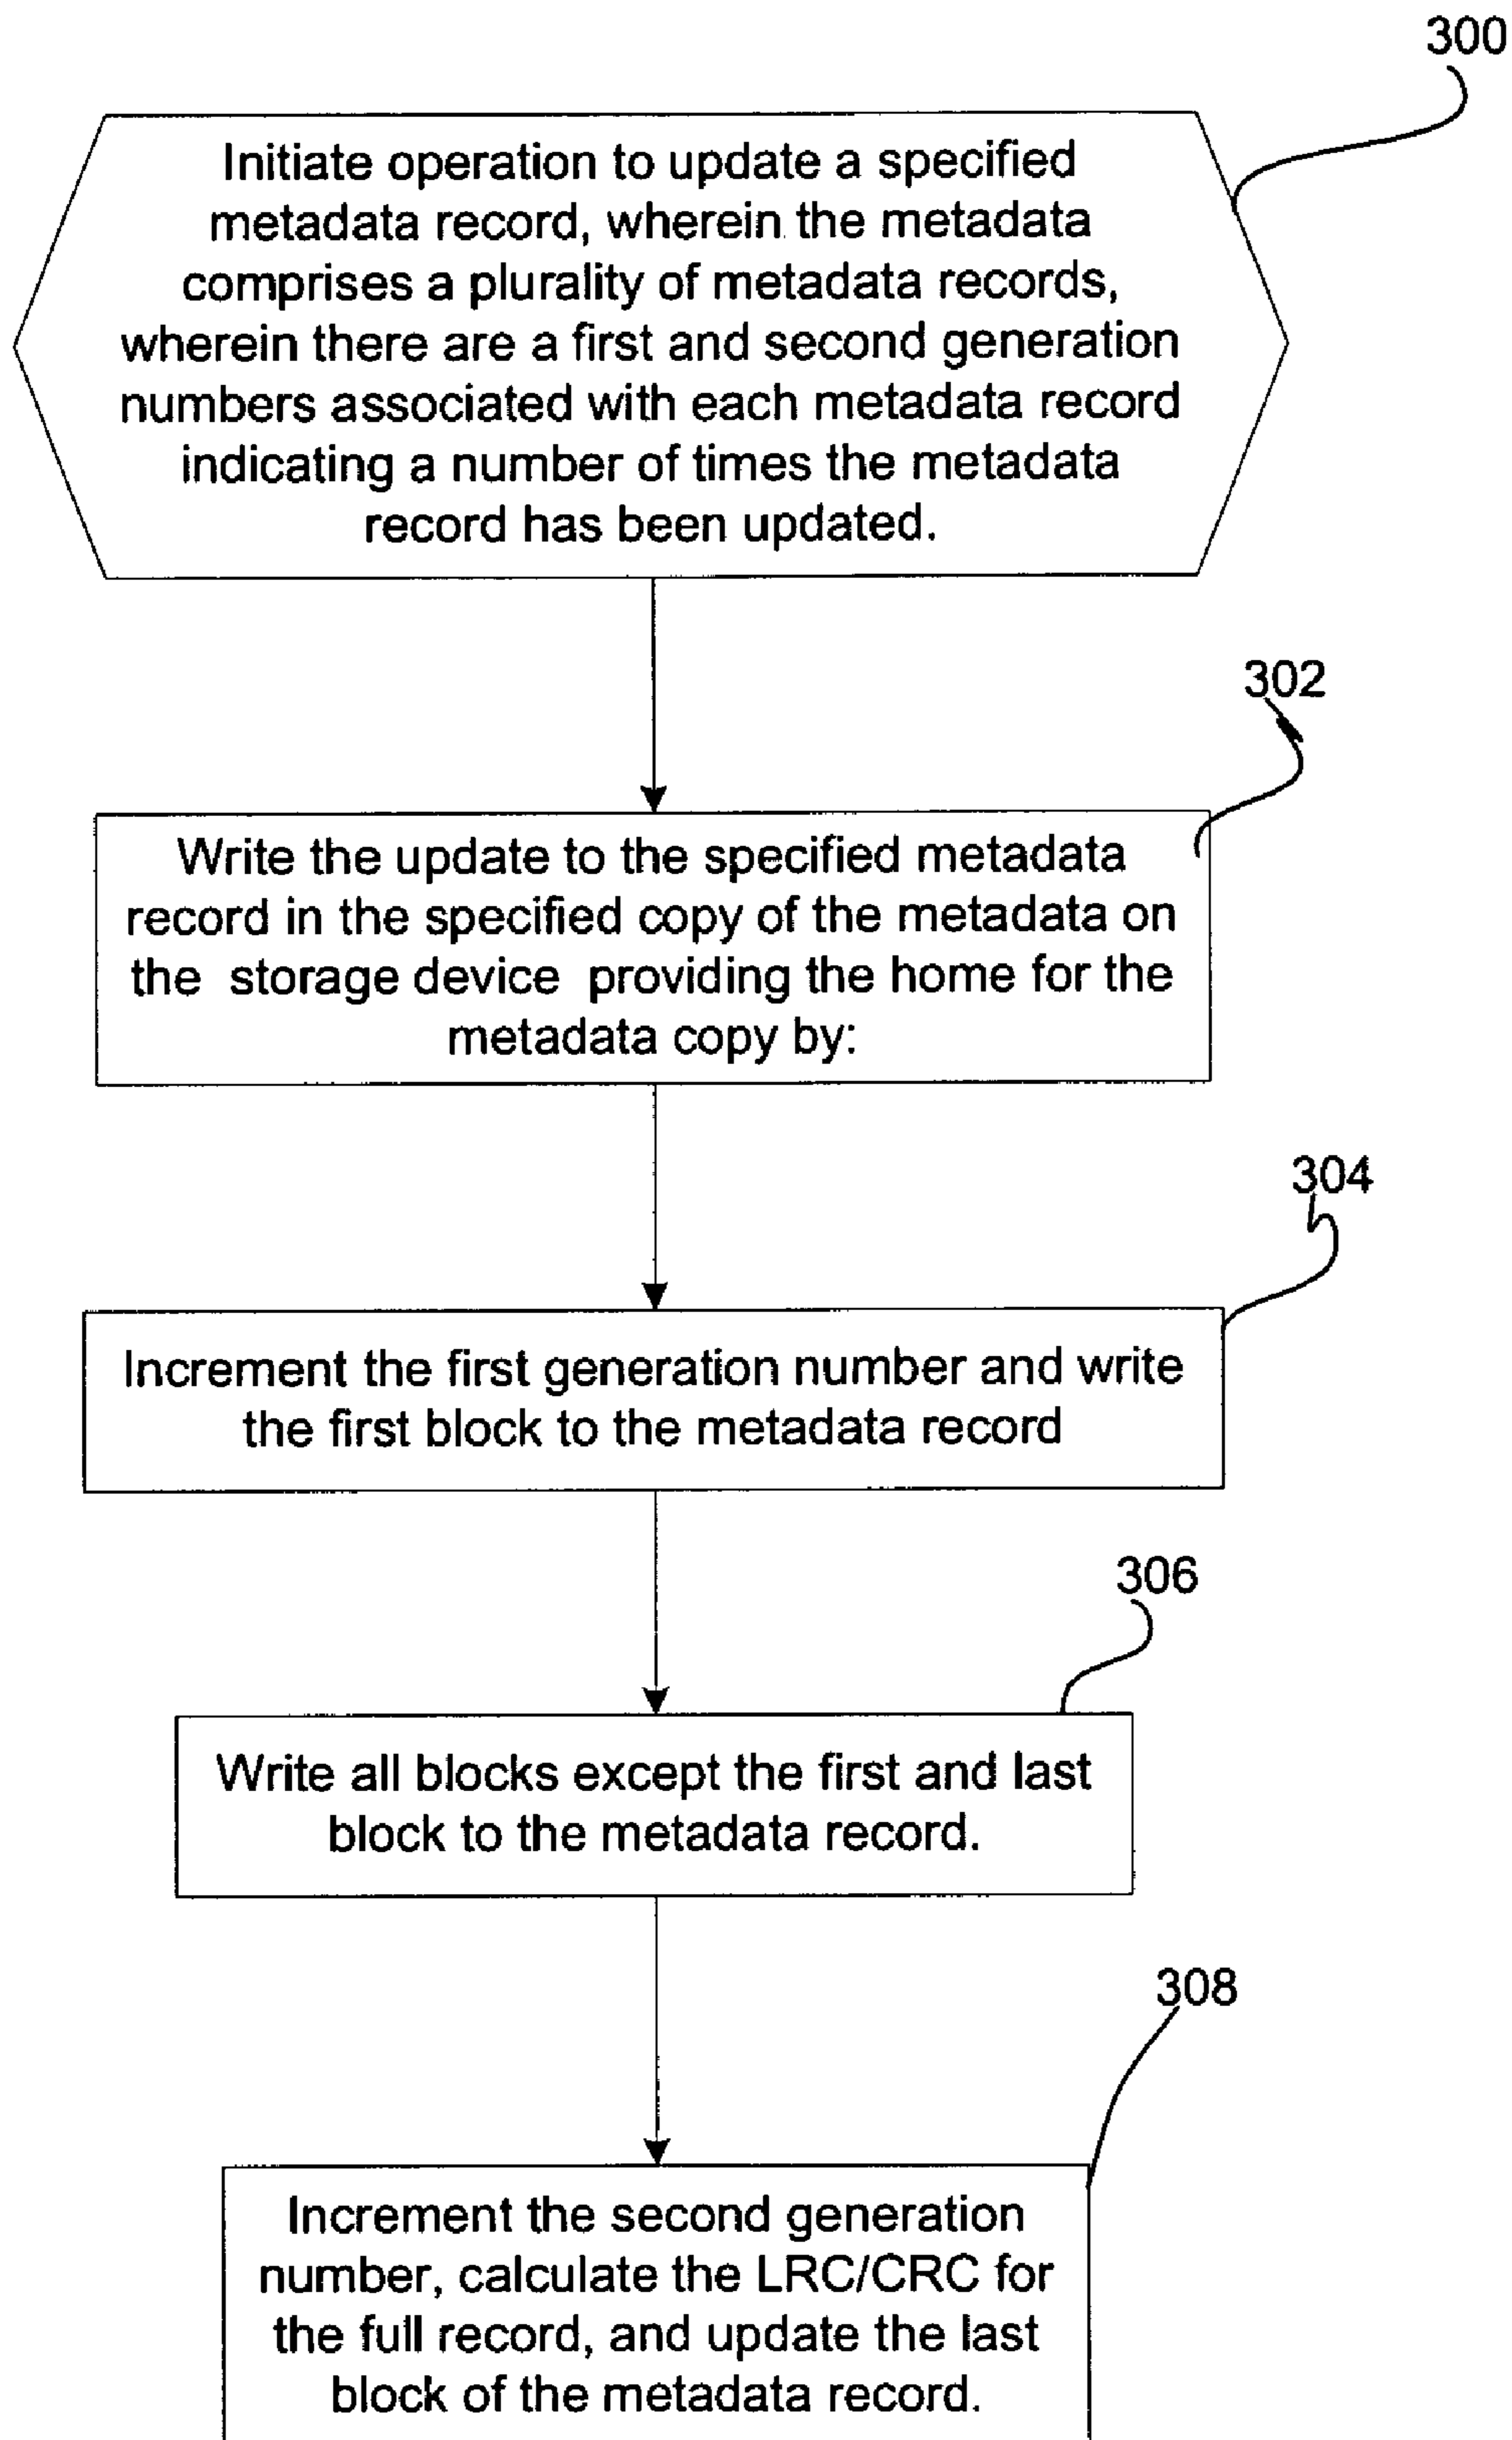 300
Initiate operation to update a specified
metadata record, wherein the metadata
comprises a plurality of metadata records,
wherein there are a first and second generation
numbers associated with each metadata record
indicating a number of times the metadata
record has been updated.
302
Write the update to the specified metadata
record in the specified copy of the metadata on
the storage device providing the home for the
metadata copy by:
304
Increment the first generation number and write
the first block to the metadata record
306
Write all blocks except the first and last
block to the metadata record.
308
Increment the second generation
number, calculate the LRC/CRC for
the full record, and update the last
block of the metadata record.